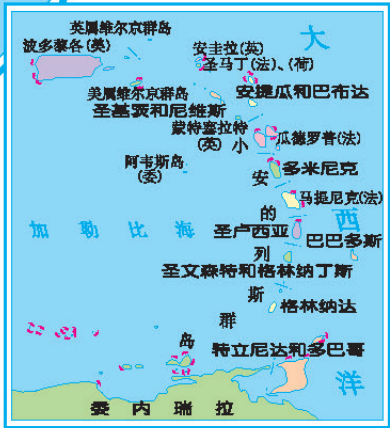 英属维尔京群岛
波多黎各(美)
安圭拉(英)
圣马丁(法)、(荷)
大
美属维尔京群岛
安提瓜和巴布达
圣基茨和尼维斯
蒙特塞拉特
(英)
小
瓜德罗普(法)
阿韦斯岛
(委)
多米尼克
安
马提尼克(法)
的
西
加勒比海
圣卢西亚
巴巴多斯
列
圣文森特和格林纳丁斯
斯
格林纳达
群
岛
特立尼达和多巴哥
洋
委内瑞拉